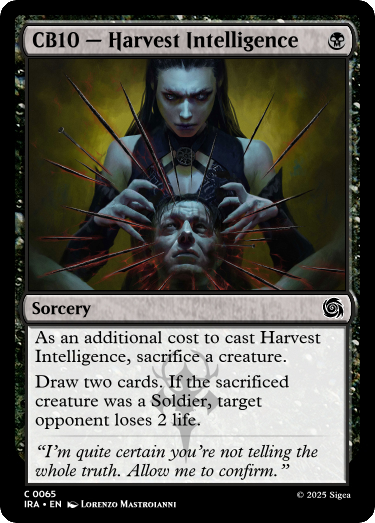 CB10 — Harvest Intelligence
Sorcery
As an additional cost to cast Harvest
Intelligence, sacrifice a creature.
Draw two cards. If the sacrificed
creature was a Soldier, target
opponent loses 2 life.
“I’m quite certain you’re not telling the
whole truth. Allow me to confirm.”
C 0065
IRA • EN Lorenzo Mastroianni
© 2025 Sigea